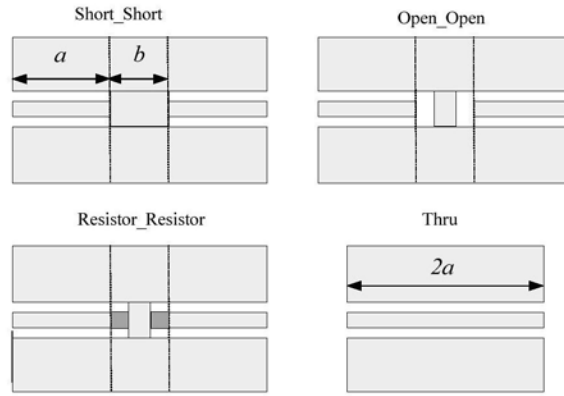 Short_Short
Open_Open
a
b
Resistor_Resistor
Thru
2a